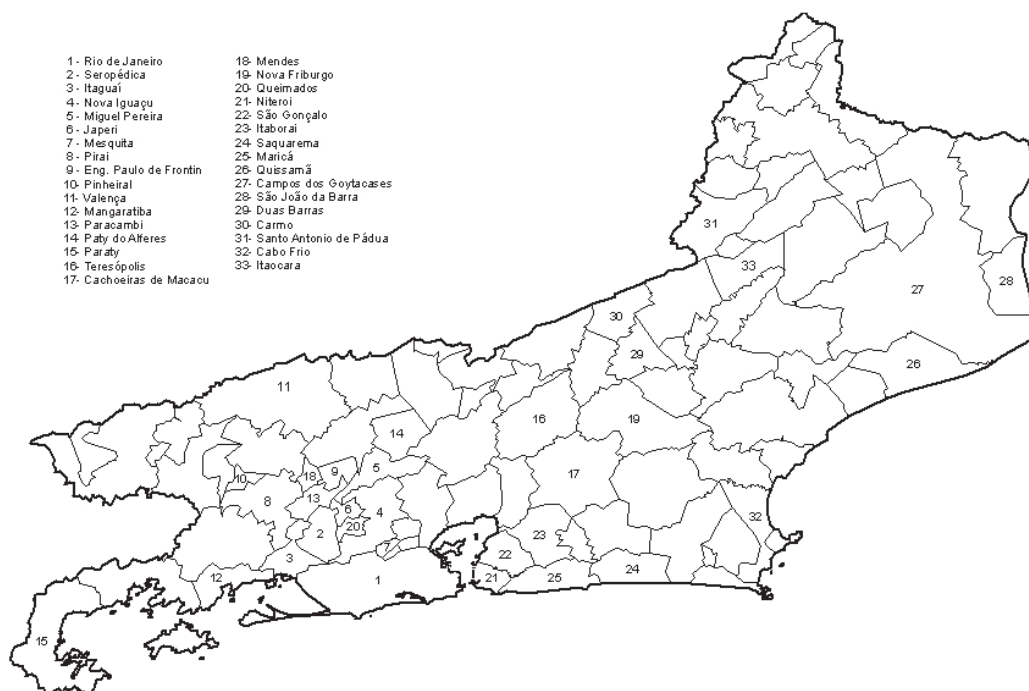 1 - Rio de Janeiro
2 - Seropédica
3 - Itaguaí
4 - Nova Iguaçu
5 - Miguel Pereira
6 - Japeri
7 - Mesquita
8 - Pirai
9 - Eng. Paulo de Frontin
10- Pinheiral
11- Valença
12- Mangaratiba
13- Paracambi
14- Paty do Alferes
15- Paraty
16- Teresópolis
17- Cachoeiras de Macacu
18- Mendes
19- Nova Friburgo
20- Queimados
21- Niteroi
22- São Gonçalo
23- Itaborai
24- Saquarema
25- Maricá
26- Quissamã
27- Campos dos Goytacases
28- São João da Barra
29- Duas Barras
30- Carmo
31- Santo Antonio de Pádua
32- Cabo Frio
33- Itaocara
31
33
28
27
30
29
26
11
16
19
14
5
17
18
9
10
13
8
6
4
32
20
2
23
7
22
3
24
12
21
25
1
15